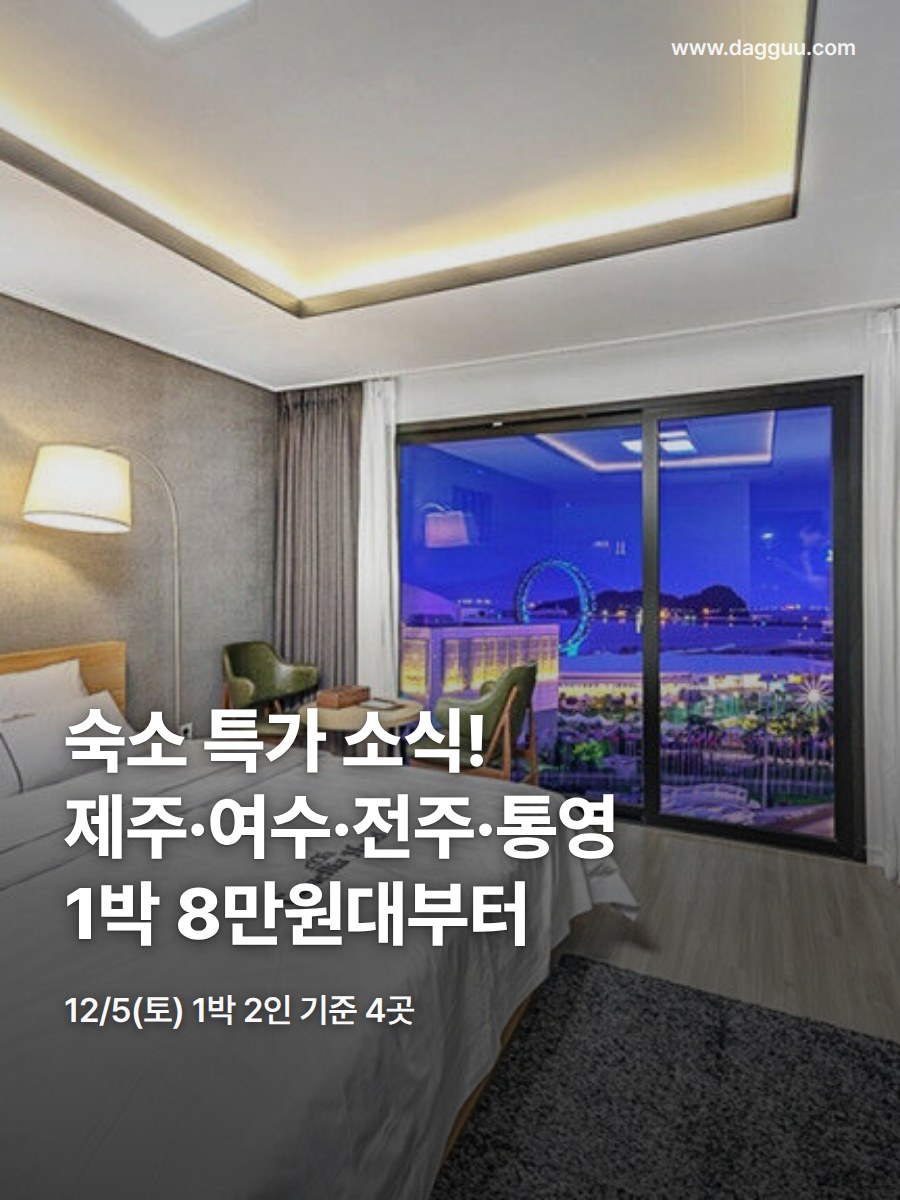 www.dagguu.com
숙소 특가 소식!
제주·여수·전주·통영
1박 8만원대부터
12/5(토) 1박 2인 기준 4곳